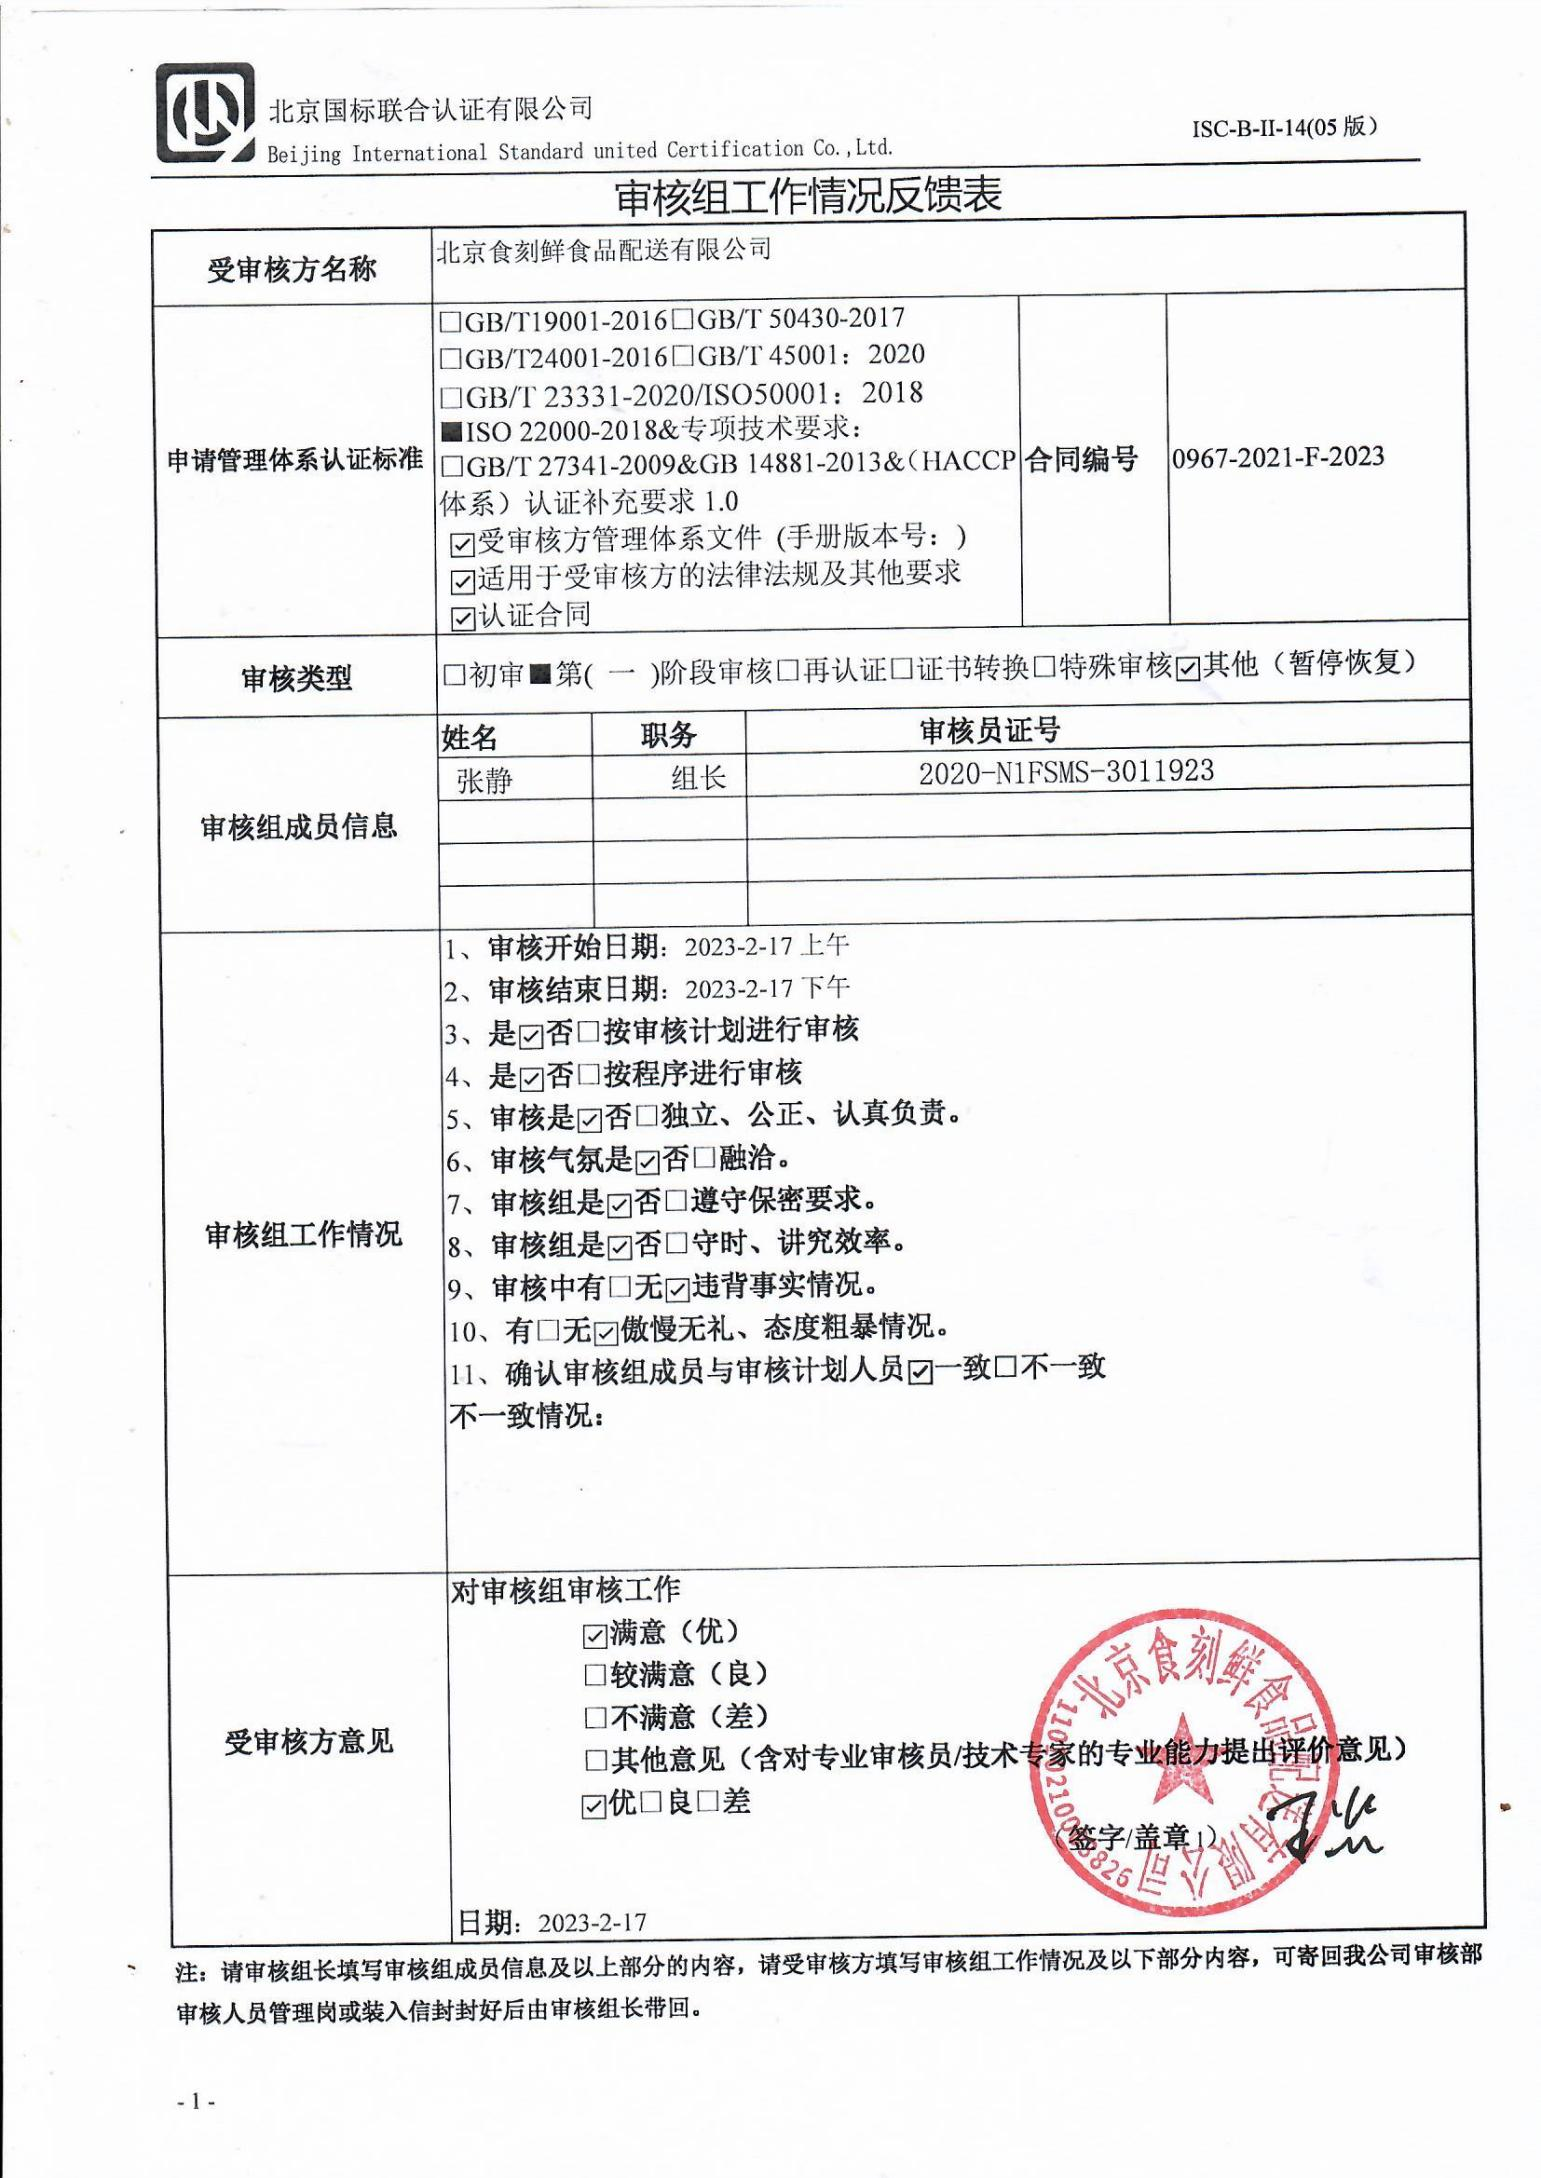 北京国标联合认证有限公司
Beijing International Standard united Certification Co.,Ltd.
ISC-B-II-14(05 版）
审核组工作情况反馈表
受审核方名称
北京食刻鲜食品配送有限公司
申请管理体系认证标准
□GB/T19001-2016□GB/T 50430-2017
□GB/T24001-2016□GB/T 45001：2020
□GB/T 23331-2020/ISO50001：2018
■ISO 22000-2018&专项技术要求：
□GB/T 27341-2009&GB 14881-2013&（HACCP
体系）认证补充要求 1.0
☑受审核方管理体系文件（手册版本号：)
☑适用于受审核方的法律法规及其他要求
☑认证合同
合同编号
0967-2021-F-2023
审核类型
□初审■第( 一 )阶段审核□再认证□证书转换□特殊审核☑其他（暂停恢复）
审核组成员信息
姓名 职务 审核员证号
张静 组长 2020-N1FSMS-3011923
审核组工作情况
1、审核开始日期：2023-2-17 上午
2、审核结束日期：2023-2-17 下午
3、是☑否□按审核计划进行审核
4、是☑否□按程序进行审核
5、审核是☑否□独立、公正、认真负责。
6、审核气氛是☑否□融洽。
7、审核组是☑否□遵守保密要求。
8、审核组是☑否□守时、讲究效率。
9、审核中有□无☑违背事实情况。
10、有□无☑傲慢无礼、态度粗暴情况。
11、确认审核组成员与审核计划人员☑一致□不一致
不一致情况：
受审核方意见
对审核组审核工作
☑满意（优）
□较满意（良）
□不满意（差）
□其他意见（含对专业审核员/技术专家的专业能力提出评价意见）
☑优□良□差
（签字/盖章）
北京食刻鲜食品配送有限公司
日期：2023-2-17
注：请审核组长填写审核组成员信息及以上部分的内容，请受审核方填写审核组工作情况及以下部分内容，可寄回我公司审核部
审核人员管理岗或装入信封封好后由审核组长带回。
- 1 -